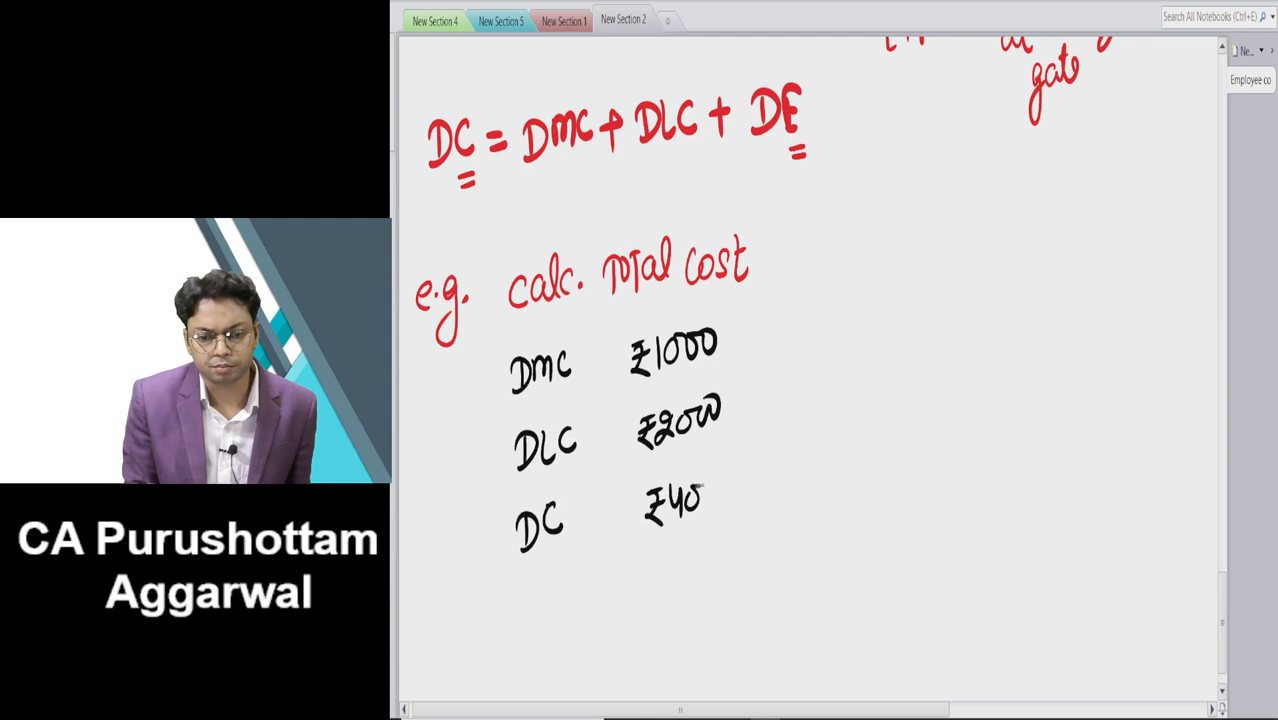 New Section 4 New Section 5 New Section 1 New Section 2
Search All Notebooks (Ctrl+E)
Ne...
Employee co
gate
DC = DMC + DLC + DE
e.g. calc. Total cost
DMC ₹1000
DLC ₹2000
DC ₹40
CA Purushottam
Aggarwal